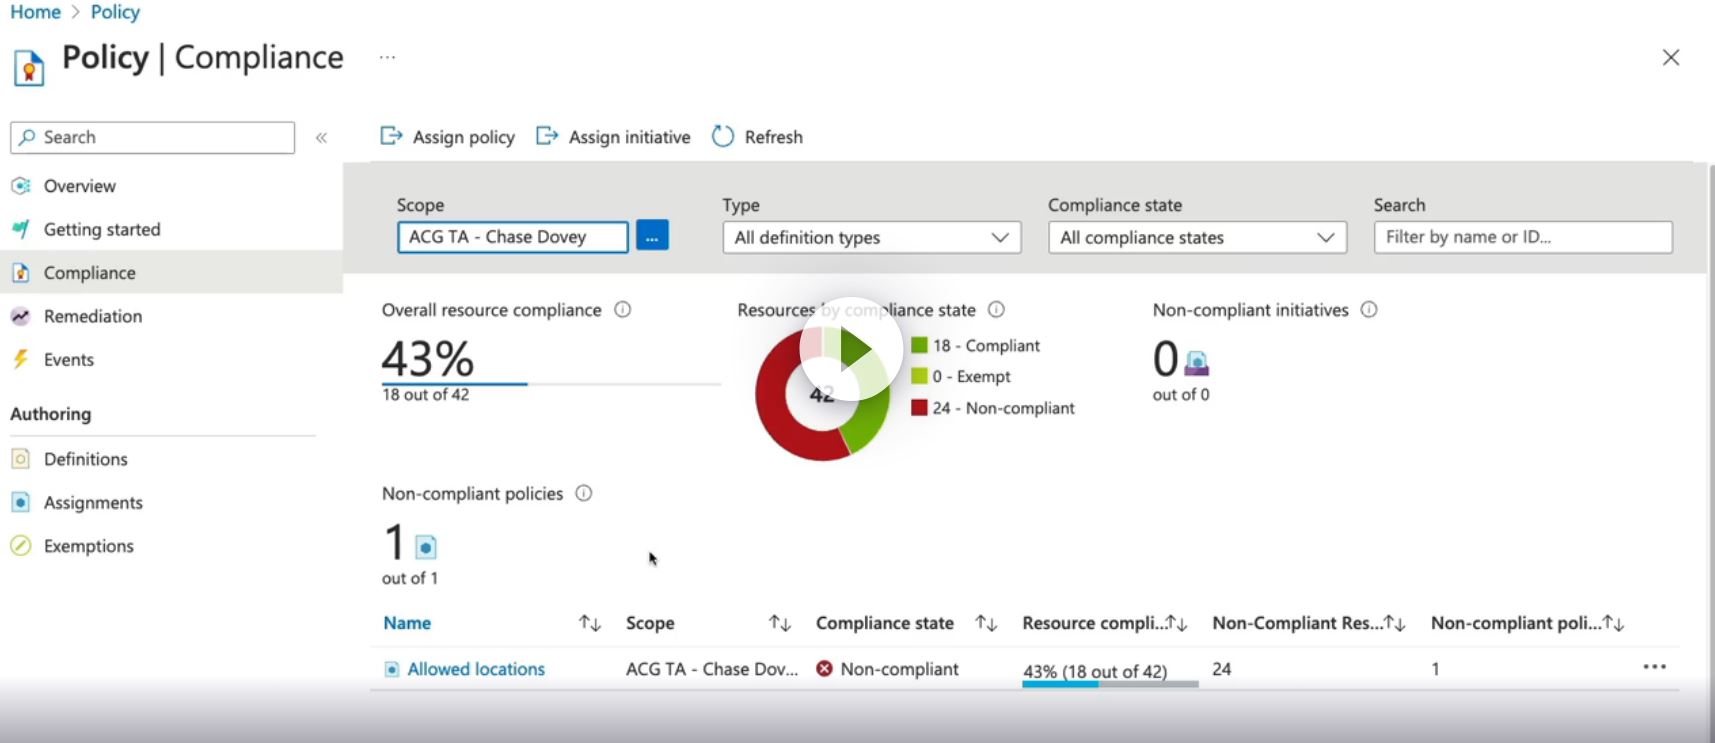 Home > Policy
Policy | Compliance ...
Search «
Assign policy Assign initiative Refresh
Overview
Getting started
Compliance
Remediation
Events
Authoring
Definitions
Assignments
Exemptions
Scope Type Compliance state Search
ACG TA - Chase Dovey ... All definition types All compliance states Filter by name or ID...
Overall resource compliance
43%
18 out of 42
Resources by compliance state
42
18 - Compliant
0 - Exempt
24 - Non-compliant
Non-compliant initiatives
0
out of 0
Non-compliant policies
1
out of 1
Name Scope Compliance state Resource compli... Non-Compliant Res... Non-compliant poli...
Allowed locations ACG TA - Chase Dov... Non-compliant 43% (18 out of 42) 24 1 ...